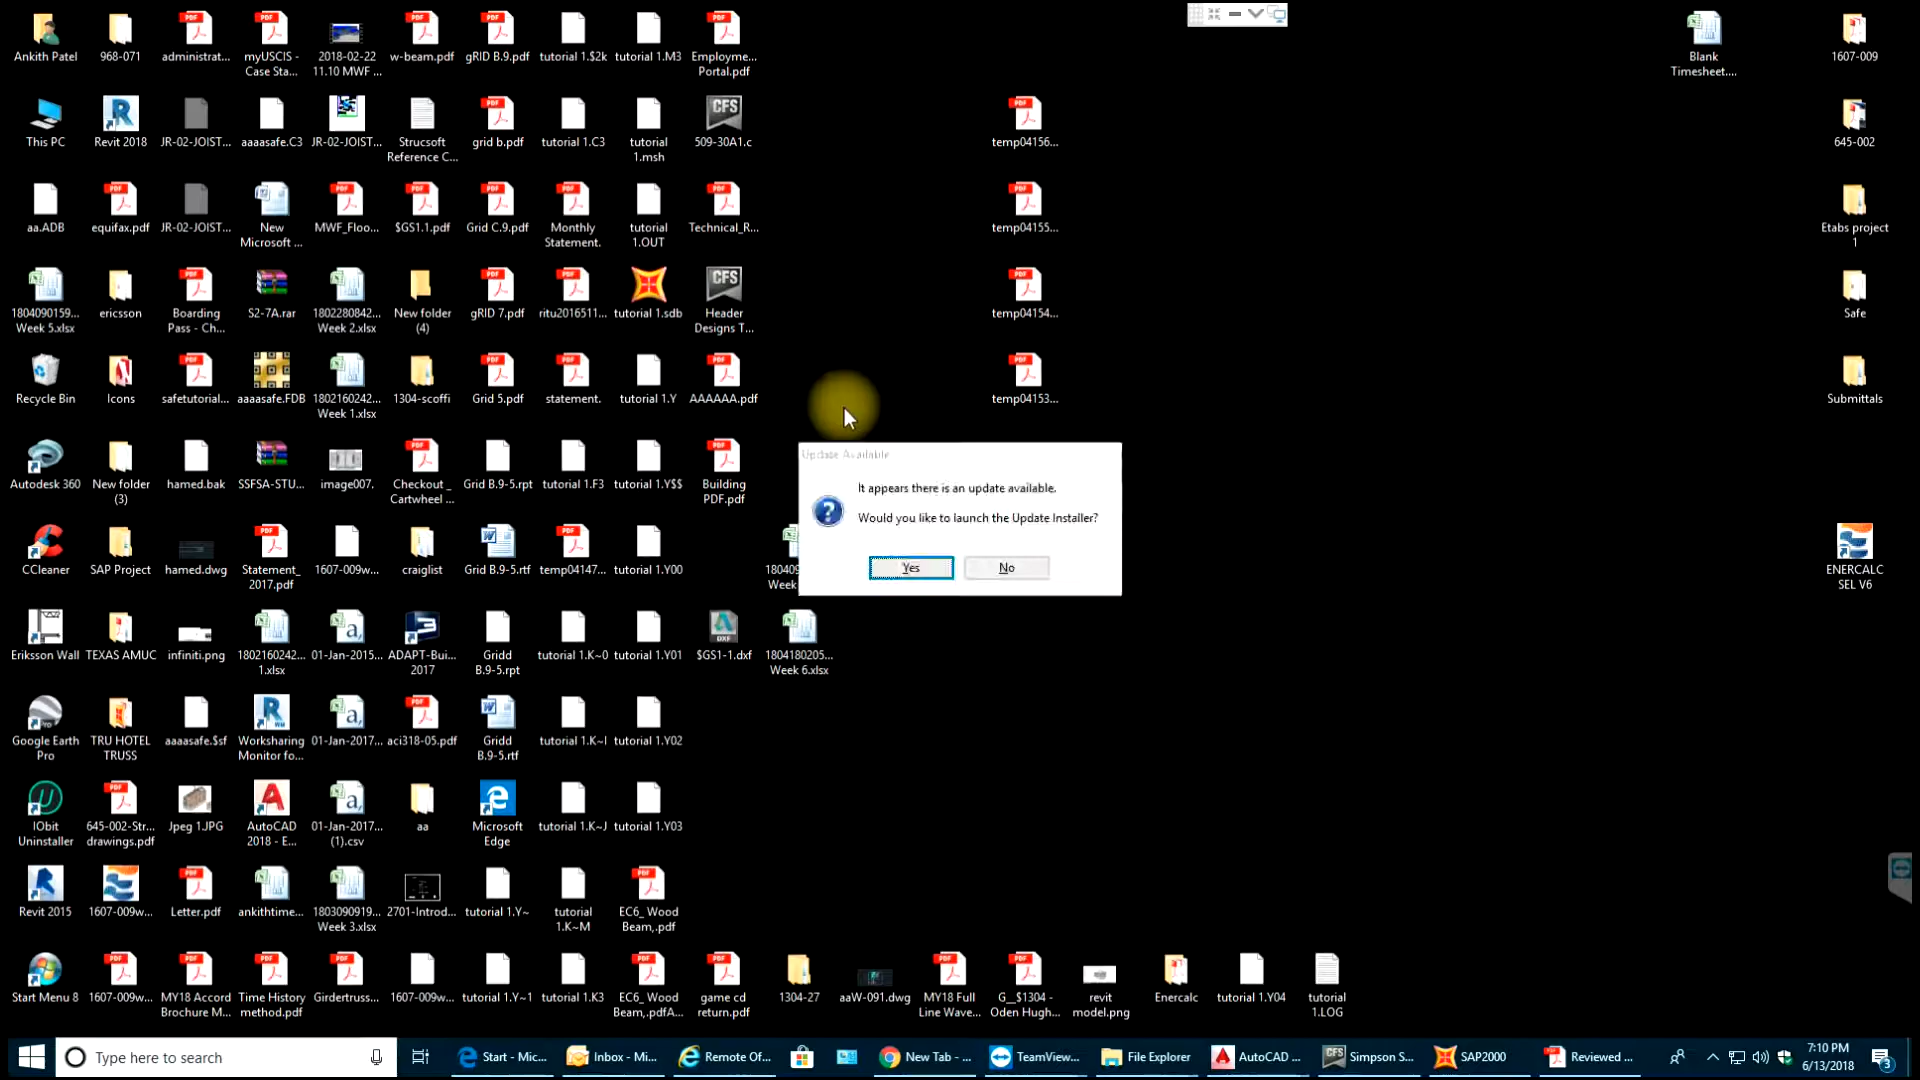 Ankith Patel
968-071
administrat...
myUSCIS -
Case Sta...
2018-02-22
11.10 MWF ...
w-beam.pdf
gRID B.9.pdf
tutorial 1.$2k
tutorial 1.M3
Employme...
Portal.pdf
Blank
Timesheet....
1607-009
This PC
Revit 2018
JR-02-JOIST...
aaaasafe.C3
JR-02-JOIST...
Strucsoft
Reference C...
grid b.pdf
tutorial 1.C3
tutorial
1.msh
509-30A1.c
temp04156...
645-002
aa.ADB
equifax.pdf
JR-02-JOIST...
New
Microsoft ...
MWF_Floo...
$GS1.1.pdf
Grid C.9.pdf
Monthly
Statement.
tutorial
1.OUT
Technical_R...
temp04155...
Etabs project
1
1804090159...
Week 5.xlsx
ericsson
Boarding
Pass - Ch...
S2-7A.rar
1802280842...
Week 2.xlsx
New folder
(4)
gRID 7.pdf
ritu2016511...
tutorial 1.sdb
Header
Designs T...
temp04154...
Safe
Recycle Bin
Icons
safetutorial...
aaaasafe.FDB
1802160242...
Week 1.xlsx
1304-scoffi
Grid 5.pdf
statement.
tutorial 1.Y
AAAAAA.pdf
temp04153...
Submittals
Autodesk 360
New folder
(3)
hamed.bak
SSFSA-STU...
image007.
Checkout _
Cartwheel ...
Grid B.9-5.rpt
tutorial 1.F3
tutorial 1.Y$$
Building
PDF.pdf
Update Available
It appears there is an update available.
Would you like to launch the Update Installer?
Yes
No
CCleaner
SAP Project
hamed.dwg
Statement_
2017.pdf
1607-009w...
craiglist
Grid B.9-5.rtf
temp04147...
tutorial 1.Y00
18040
Week
ENERCALC
SEL V6
Eriksson Wall
TEXAS AMUC
infiniti.png
1802160242...
1.xlsx
01-Jan-2015...
ADAPT-Bui...
2017
Gridd
B.9-5.rpt
tutorial 1.K~0
tutorial 1.Y01
$GS1-1.dxf
1804180205...
Week 6.xlsx
Google Earth
Pro
TRU HOTEL
TRUSS
aaaasafe.$sf
Worksharing
Monitor fo...
01-Jan-2017...
aci318-05.pdf
Gridd
B.9-5.rtf
tutorial 1.K~I
tutorial 1.Y02
IObit
Uninstaller
645-002-Str...
drawings.pdf
Jpeg 1.JPG
AutoCAD
2018 - E...
01-Jan-2017...
(1).csv
aa
Microsoft
Edge
tutorial 1.K~J
tutorial 1.Y03
Revit 2015
1607-009w...
Letter.pdf
ankithtime...
1803090919...
Week 3.xlsx
2701-Introd...
tutorial 1.Y~
tutorial
1.K~M
EC6_ Wood
Beam,.pdf
Start Menu 8
1607-009w...
MY18 Accord
Brochure M...
Time History
method.pdf
Girdertruss...
1607-009w...
tutorial 1.Y~1
tutorial 1.K3
EC6_ Wood
Beam,.pdfA...
game cd
return.pdf
1304-27
aaW-091.dwg
MY18 Full
Line Wave...
G__$1304 -
Oden Hugh...
revit
model.png
Enercalc
tutorial 1.Y04
tutorial
1.LOG
Type here to search
Start - Mic...
Inbox - Mi...
Remote Of...
New Tab - ...
TeamView...
File Explorer
AutoCAD ...
Simpson S...
SAP2000
Reviewed ...
7:10 PM
6/13/2018
3